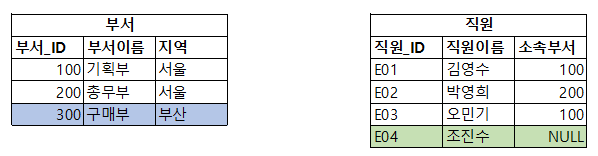 부서
부서_ID 부서이름 지역
100 기획부 서울
200 총무부 서울
300 구매부 부산
직원
직원_ID 직원이름 소속부서
E01 김영수 100
E02 박영희 200
E03 오민기 100
E04 조진수 NULL